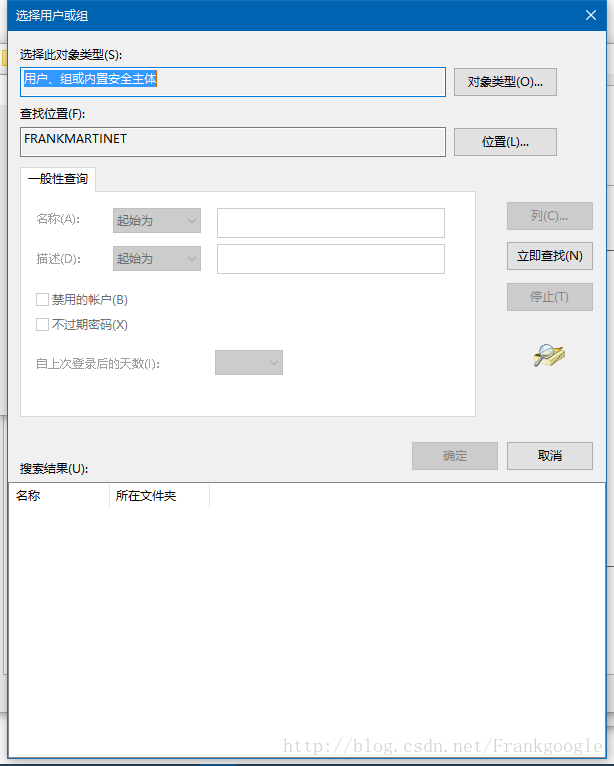 选择用户或组
选择此对象类型(S):
用户、组或内置安全主体
对象类型(O)...
查找位置(F):
FRANKMARTINET
位置(L)...
一般性查询
名称(A):
起始为
描述(D):
起始为
禁用的帐户(B)
不过期密码(X)
自上次登录后的天数(I):
列(C)...
立即查找(N)
停止(T)
确定
取消
搜索结果(U):
名称
所在文件夹
http://blog.csdn.net/Frankgoogle